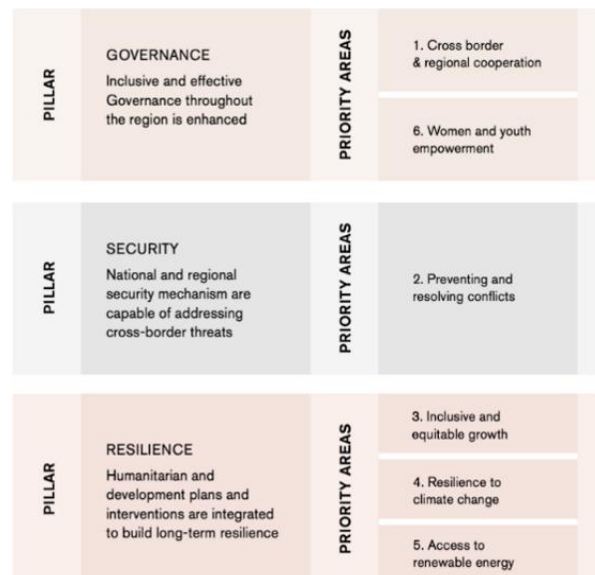 PILLAR
GOVERNANCE
Inclusive and effective
Governance throughout
the region is enhanced
PRIORITY AREAS
1. Cross border
& regional cooperation
6. Women and youth
empowerment
PILLAR
SECURITY
National and regional
security mechanism are
capable of addressing
cross-border threats
PRIORITY AREAS
2. Preventing and
resolving conflicts
PILLAR
RESILIENCE
Humanitarian and
development plans and
interventions are integrated
to build long-term resilience
PRIORITY AREAS
3. Inclusive and
equitable growth
4. Resilience to
climate change
5. Access to
renewable energy